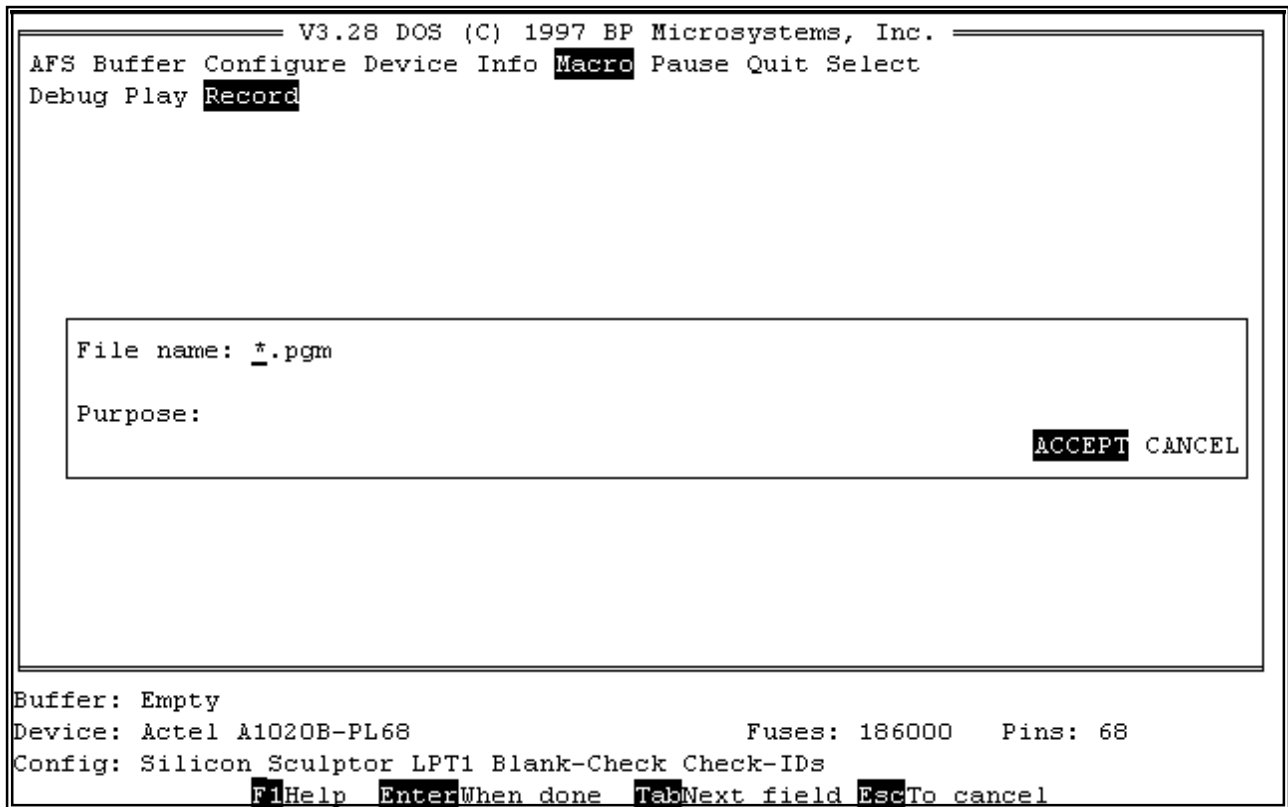 V3.28 DOS (C) 1997 BP Microsystems, Inc.
AFS Buffer Configure Device Info Macro Pause Quit Select
Debug Play Record
File name: *.pgm
Purpose:
ACCEPT CANCEL
Buffer: Empty
Device: Actel A1020B-PL68 Fuses: 186000 Pins: 68
Config: Silicon Sculptor LPT1 Blank-Check Check-IDs
F1Help EnterWhen done TabNext field EscTo cancel